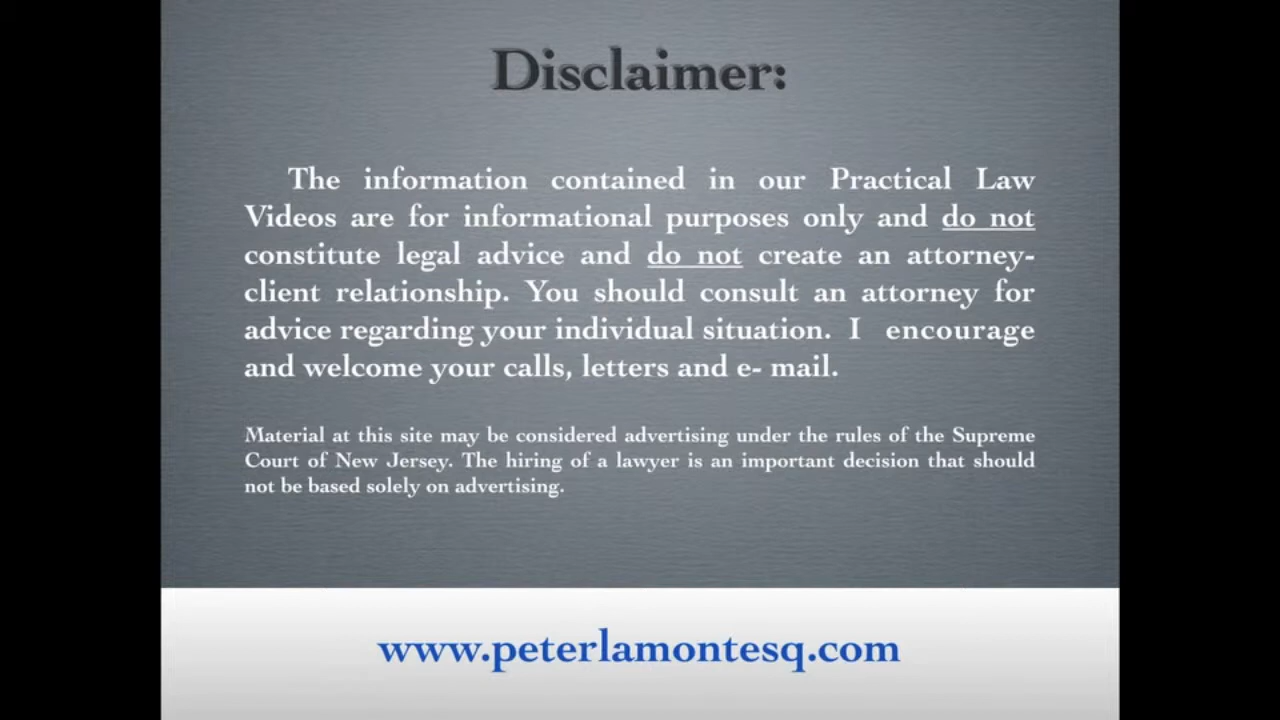 Disclaimer:
The information contained in our Practical Law
Videos are for informational purposes only and do not
constitute legal advice and do not create an attorney-
client relationship. You should consult an attorney for
advice regarding your individual situation. I encourage
and welcome your calls, letters and e- mail.
Material at this site may be considered advertising under the rules of the Supreme
Court of New Jersey. The hiring of a lawyer is an important decision that should
not be based solely on advertising.
www.peterlamontesq.com